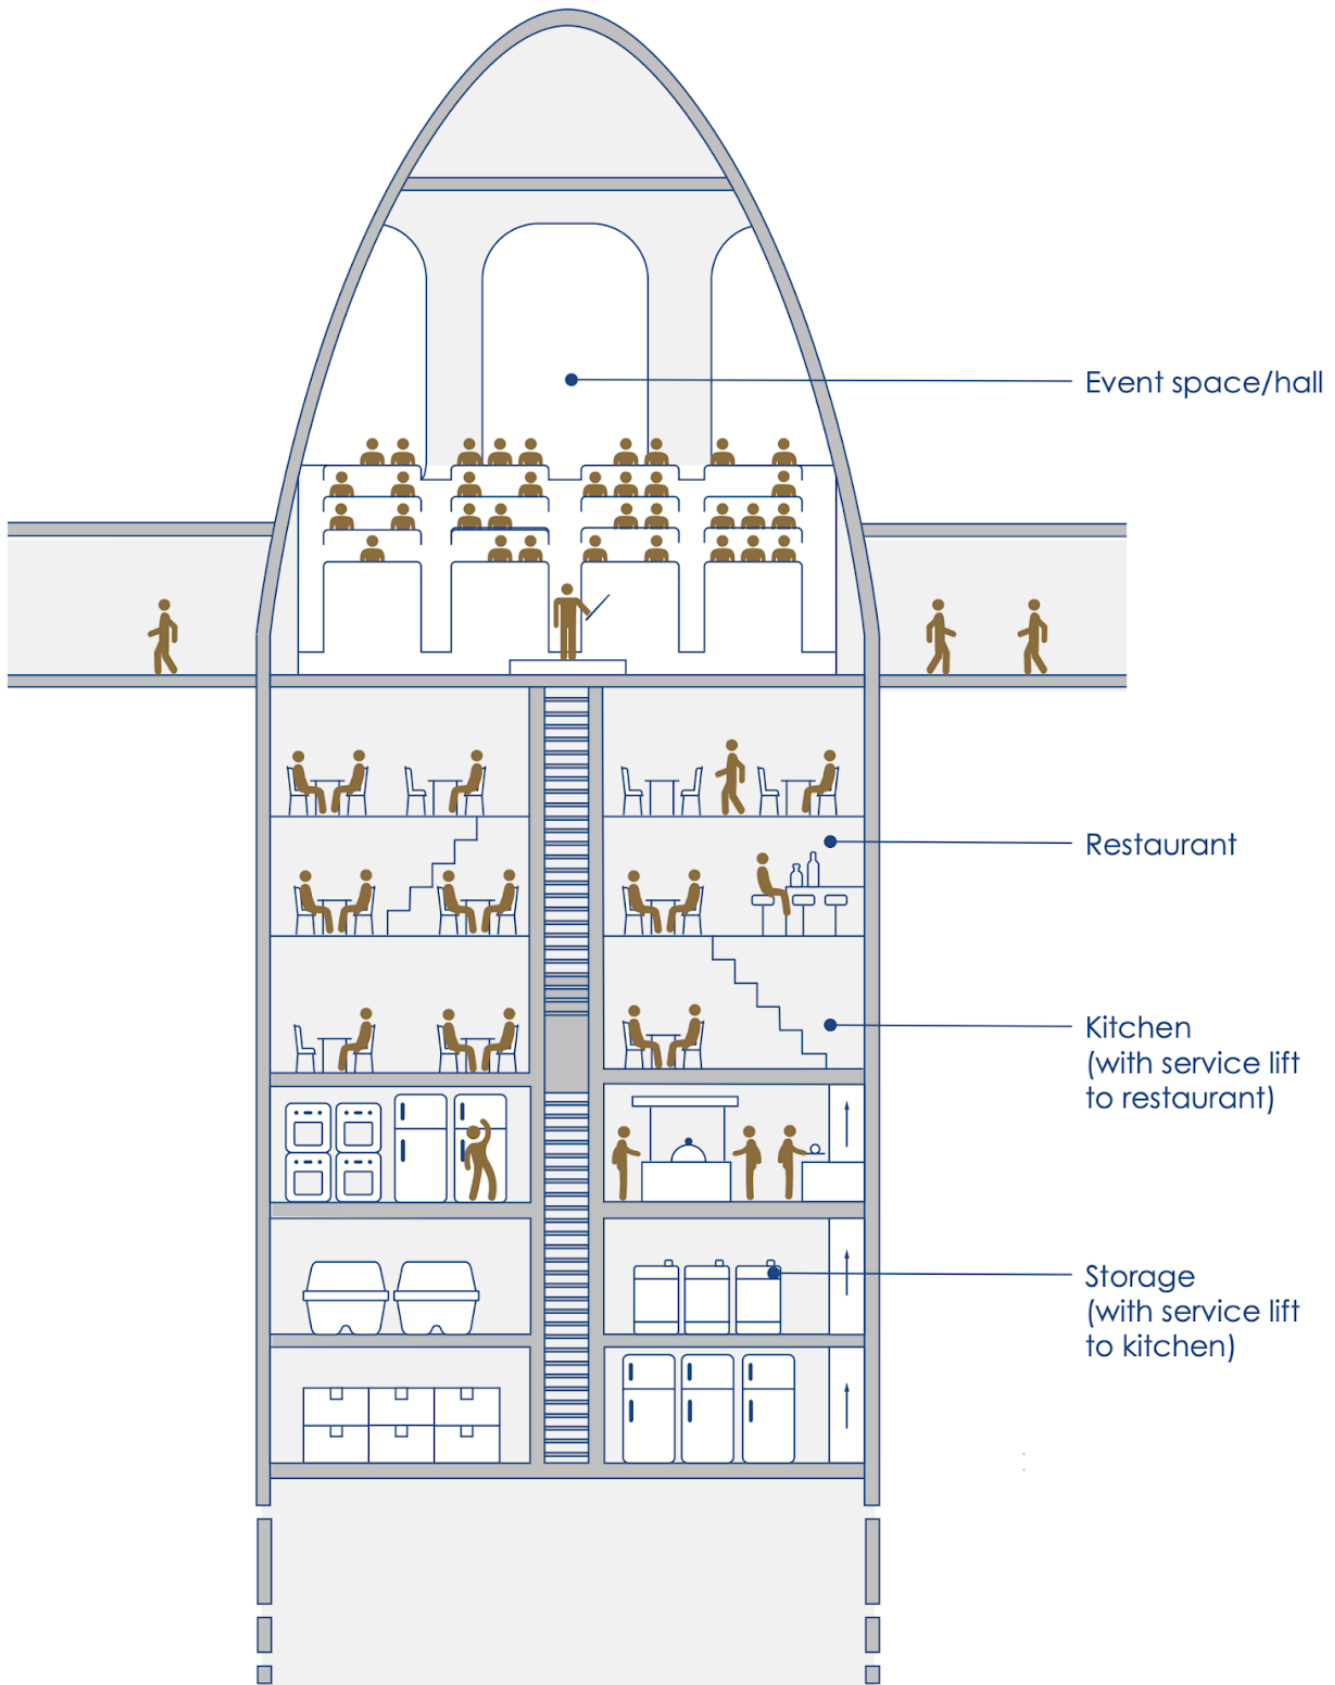 Event space/hall
Restaurant
Kitchen
(with service lift
to restaurant)
Storage
(with service lift
to kitchen)